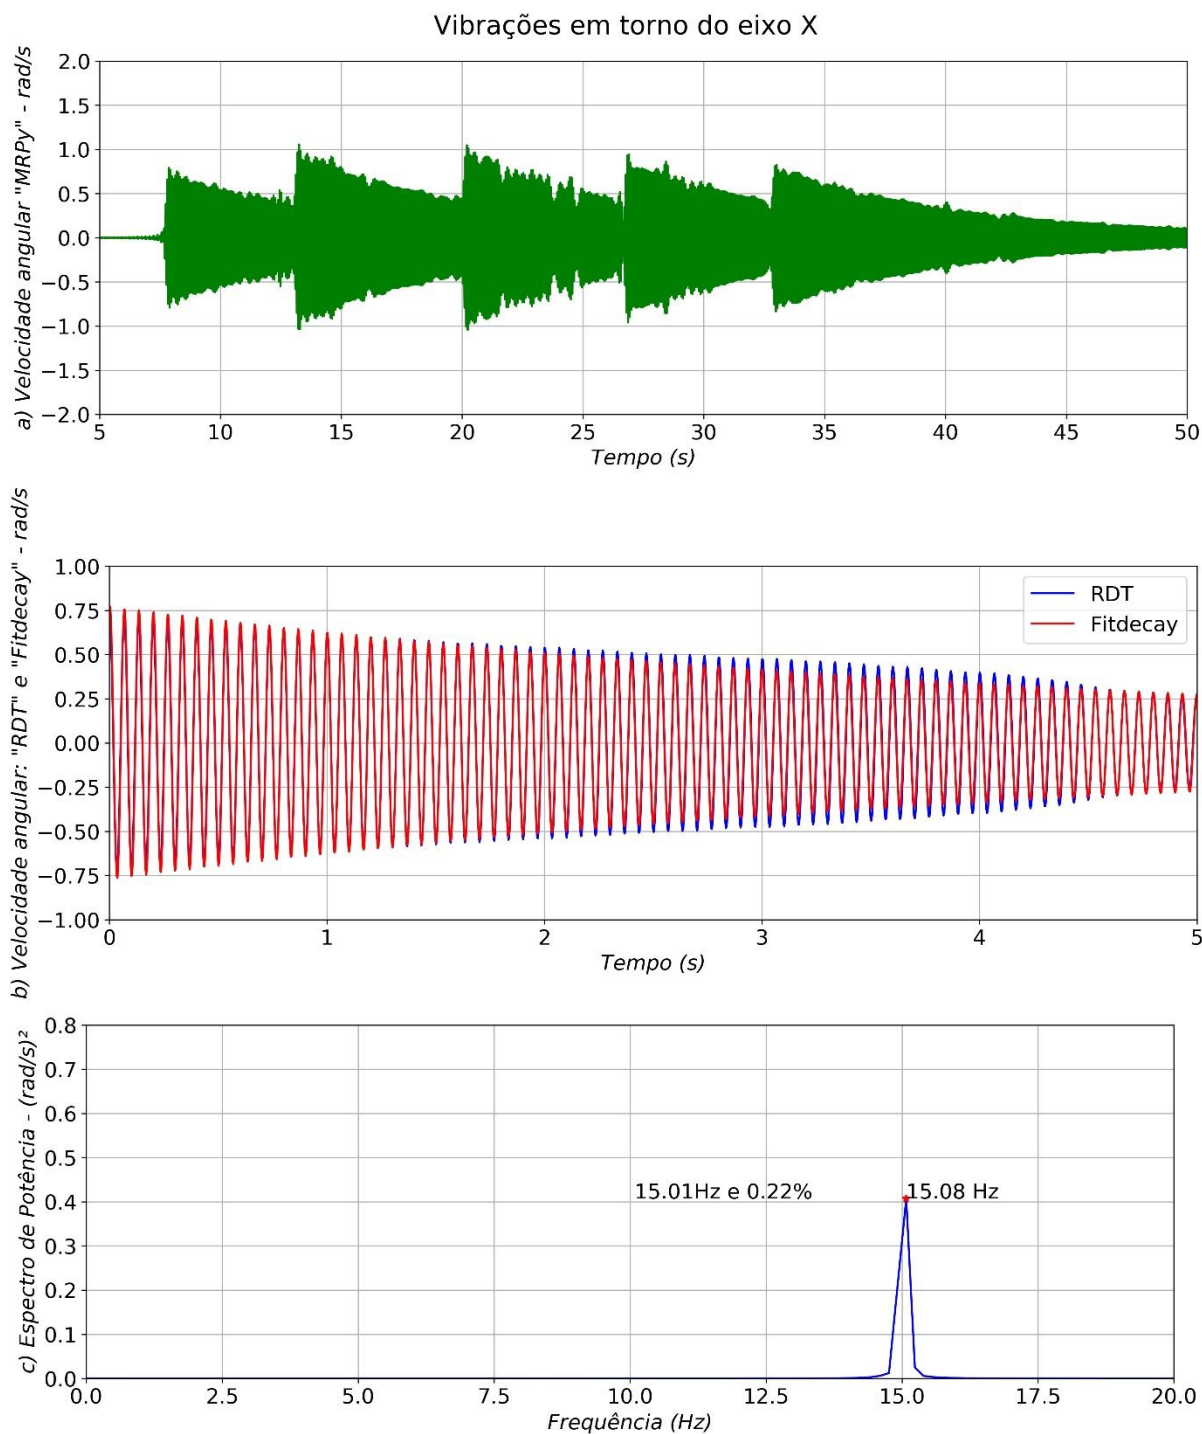 Vibrações em torno do eixo X
a) Velocidade angular "MRPy" - rad/s
2.0
1.5
1.0
0.5
0.0
−0.5
−1.0
−1.5
−2.0
5 10 15 20 25 30 35 40 45 50
Tempo (s)
b) Velocidade angular: "RDT" e "Fitdecay" - rad/s
1.00
0.75
0.50
0.25
0.00
−0.25
−0.50
−0.75
−1.00
RDT
Fitdecay
0 1 2 3 4 5
Tempo (s)
c) Espectro de Potência - (rad/s)²
0.8
0.7
0.6
0.5
0.4
0.3
0.2
0.1
0.0
15.01Hz e 0.22% 15.08 Hz
0.0 2.5 5.0 7.5 10.0 12.5 15.0 17.5 20.0
Frequência (Hz)